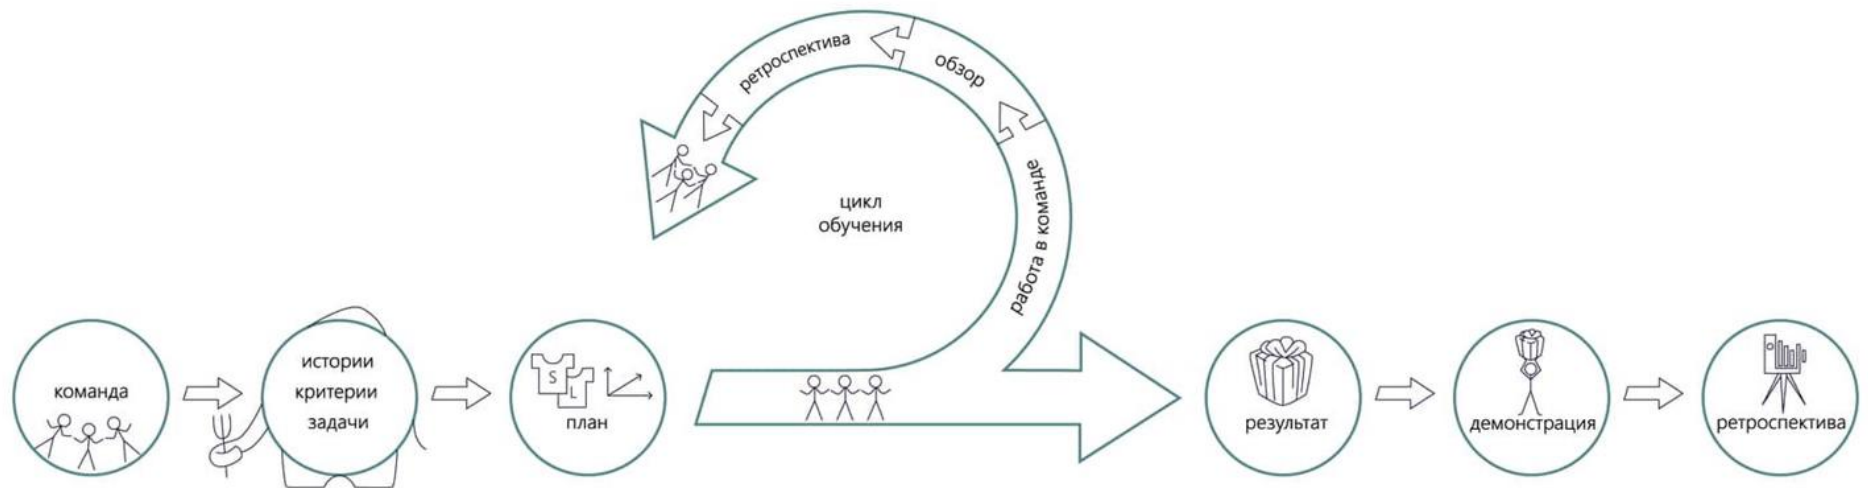 команда
истории
критерии
задачи
S
L
план
работа в команде
обзор
ретроспектива
цикл
обучения
результат
демонстрация
ретроспектива